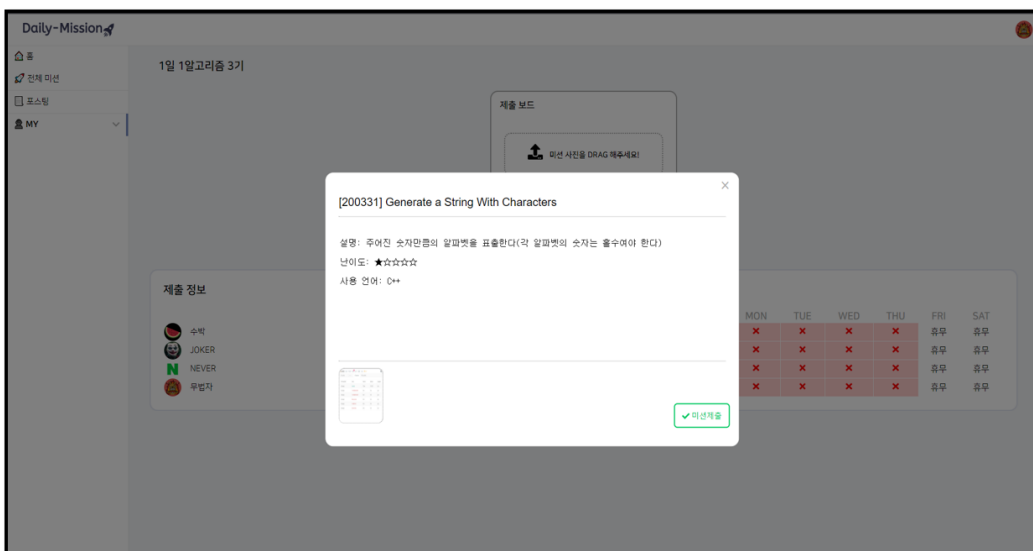 Daily-Mission
홈
전체 미션
포스팅
MY
1일 1알고리즘 3기
제출 보드
미션 사진을 DRAG 해주세요!
[200331] Generate a String With Characters
설명: 주어진 숫자만큼의 알파벳을 표출한다(각 알파벳의 숫자는 홀수여야 한다)
난이도: ★☆☆☆☆
사용 언어: C++
미션제출
제출 정보
MON TUE WED THU FRI SAT
수박 휴무 휴무
JOKER 휴무 휴무
NEVER 휴무 휴무
무법자 휴무 휴무